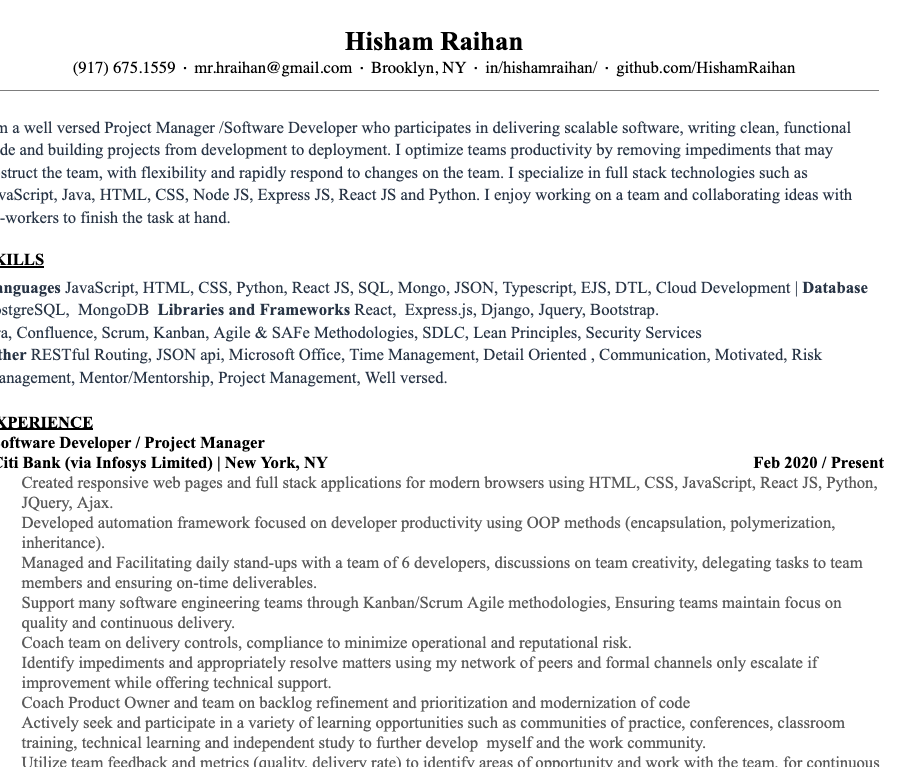 Hisham Raihan
(917) 675.1559 · mr.hraihan@gmail.com · Brooklyn, NY · in/hishamraihan/ · github.com/HishamRaihan
m a well versed Project Manager /Software Developer who participates in delivering scalable software, writing clean, functional
de and building projects from development to deployment. I optimize teams productivity by removing impediments that may
struct the team, with flexibility and rapidly respond to changes on the team. I specialize in full stack technologies such as
vaScript, Java, HTML, CSS, Node JS, Express JS, React JS and Python. I enjoy working on a team and collaborating ideas with
-workers to finish the task at hand.
KILLS
anguages JavaScript, HTML, CSS, Python, React JS, SQL, Mongo, JSON, Typescript, EJS, DTL, Cloud Development | Database
ostgreSQL,  MongoDB  Libraries and Frameworks React,  Express.js, Django, Jquery, Bootstrap.
ra, Confluence, Scrum, Kanban, Agile & SAFe Methodologies, SDLC, Lean Principles, Security Services
ther RESTful Routing, JSON api, Microsoft Office, Time Management, Detail Oriented , Communication, Motivated, Risk
anagement, Mentor/Mentorship, Project Management, Well versed.
XPERIENCE
oftware Developer / Project Manager
Citi Bank (via Infosys Limited) | New York, NY Feb 2020 / Present
Created responsive web pages and full stack applications for modern browsers using HTML, CSS, JavaScript, React JS, Python,
JQuery, Ajax.
Developed automation framework focused on developer productivity using OOP methods (encapsulation, polymerization,
inheritance).
Managed and Facilitating daily stand-ups with a team of 6 developers, discussions on team creativity, delegating tasks to team
members and ensuring on-time deliverables.
Support many software engineering teams through Kanban/Scrum Agile methodologies, Ensuring teams maintain focus on
quality and continuous delivery.
Coach team on delivery controls, compliance to minimize operational and reputational risk.
Identify impediments and appropriately resolve matters using my network of peers and formal channels only escalate if
improvement while offering technical support.
Coach Product Owner and team on backlog refinement and prioritization and modernization of code
Actively seek and participate in a variety of learning opportunities such as communities of practice, conferences, classroom
training, technical learning and independent study to further develop  myself and the work community.
Utilize team feedback and metrics (quality, delivery rate) to identify areas of opportunity and work with the team, for continuous